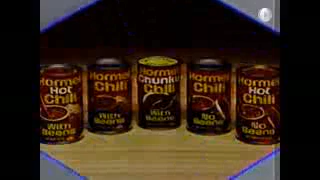 Hormel
Hot
Chili
With
Beans
Hormel
Chili
With
Beans
Hormel
Chunky
Chili
With
Beans
Hormel
Chili
No
Beans
Hormel
Hot
Chili
No
Beans